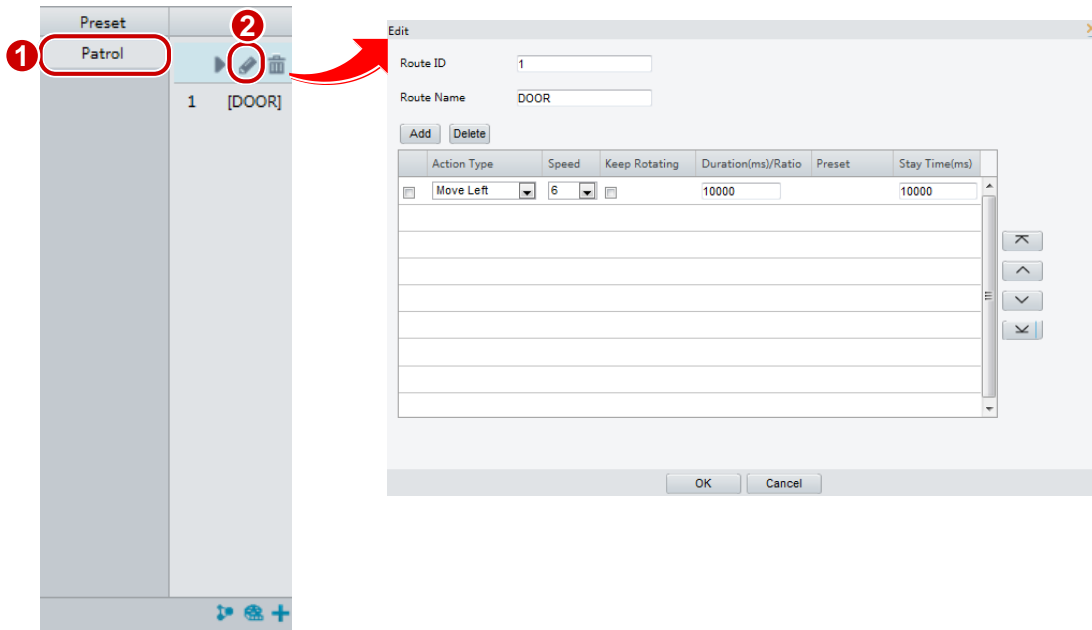 Preset
2
1
Patrol
1 [DOOR]
Edit
Route ID 1
Route Name DOOR
Add Delete
Action Type Speed Keep Rotating Duration(ms)/Ratio Preset Stay Time(ms)
Move Left 6 10000 10000
OK Cancel